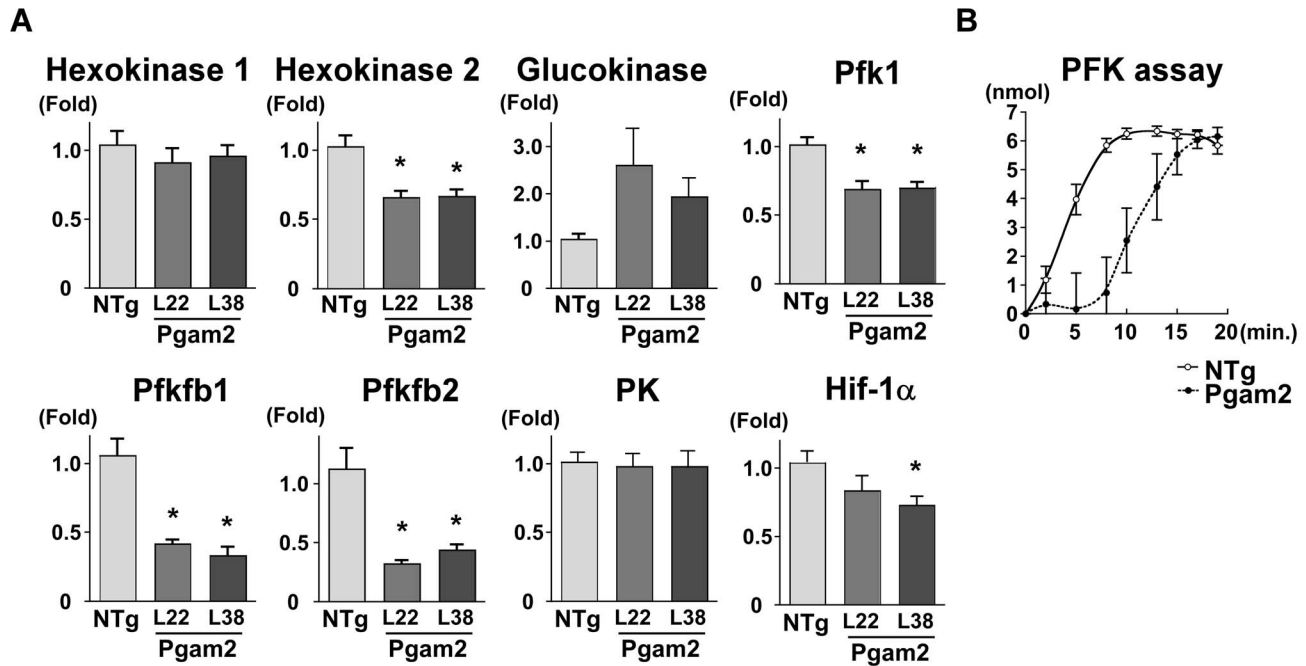 A
B
Hexokinase 1
Hexokinase 2
Glucokinase
Pfk1
PFK assay
(Fold)
1.0
0.5
0
NTg
L22
L38
Pgam2
1.0
0.5
0
(Fold)
NTg
L22
L38
Pgam2
*
*
(Fold)
3.0
2.0
1.0
0
NTg
L22
L38
Pgam2
(Fold)
1.0
0.5
0
*
*
NTg
L22
L38
Pgam2
(nmol)
7
6
5
4
3
2
1
0
0
5
10
15
20
(min.)
NTg
Pgam2
Pfkfb1
Pfkfb2
PK
Hif-1α
(Fold)
1.0
0.5
0
*
*
NTg
L22
L38
Pgam2
(Fold)
1.0
0.5
0
*
*
NTg
L22
L38
Pgam2
(Fold)
1.0
0.5
0
NTg
L22
L38
Pgam2
(Fold)
1.0
0.5
0
*
NTg
L22
L38
Pgam2